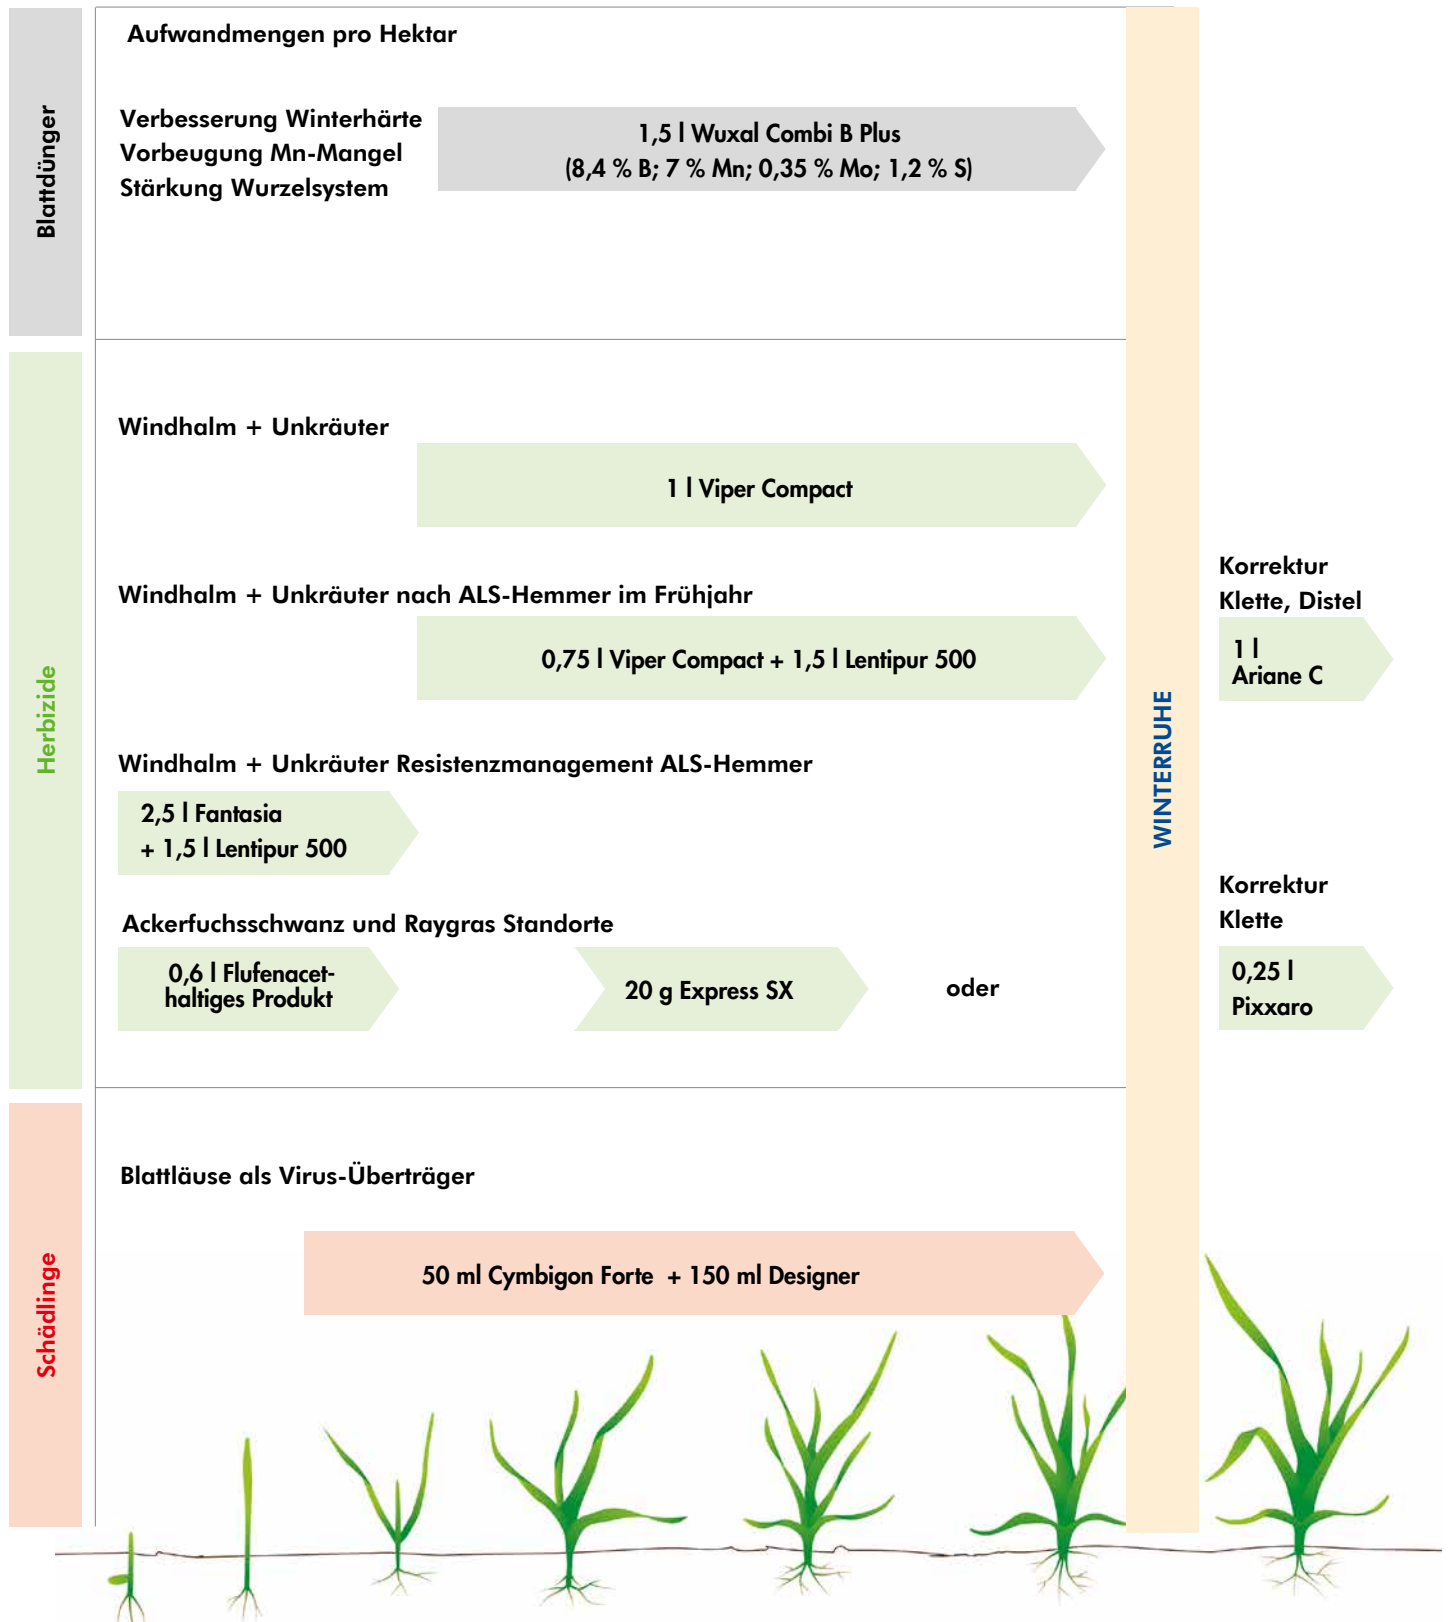 Aufwandmengen pro Hektar
Blattdünger
Verbesserung Winterhärte
Vorbeugung Mn-Mangel
Stärkung Wurzelsystem
1,5 l Wuxal Combi B Plus
(8,4 % B; 7 % Mn; 0,35 % Mo; 1,2 % S)
Herbizide
Windhalm + Unkräuter
1 l Viper Compact
Windhalm + Unkräuter nach ALS-Hemmer im Frühjahr
0,75 l Viper Compact + 1,5 l Lentipur 500
Windhalm + Unkräuter Resistenzmanagement ALS-Hemmer
2,5 l Fantasia
+ 1,5 l Lentipur 500
Ackerfuchsschwanz und Raygras Standorte
0,6 l Flufenacet-
haltiges Produkt
20 g Express SX
oder
WINTERRUHE
Korrektur
Klette, Distel
1 l
Ariane C
Korrektur
Klette
0,25 l
Pixxaro
Schädlinge
Blattläuse als Virus-Überträger
50 ml Cymbigon Forte + 150 ml Designer